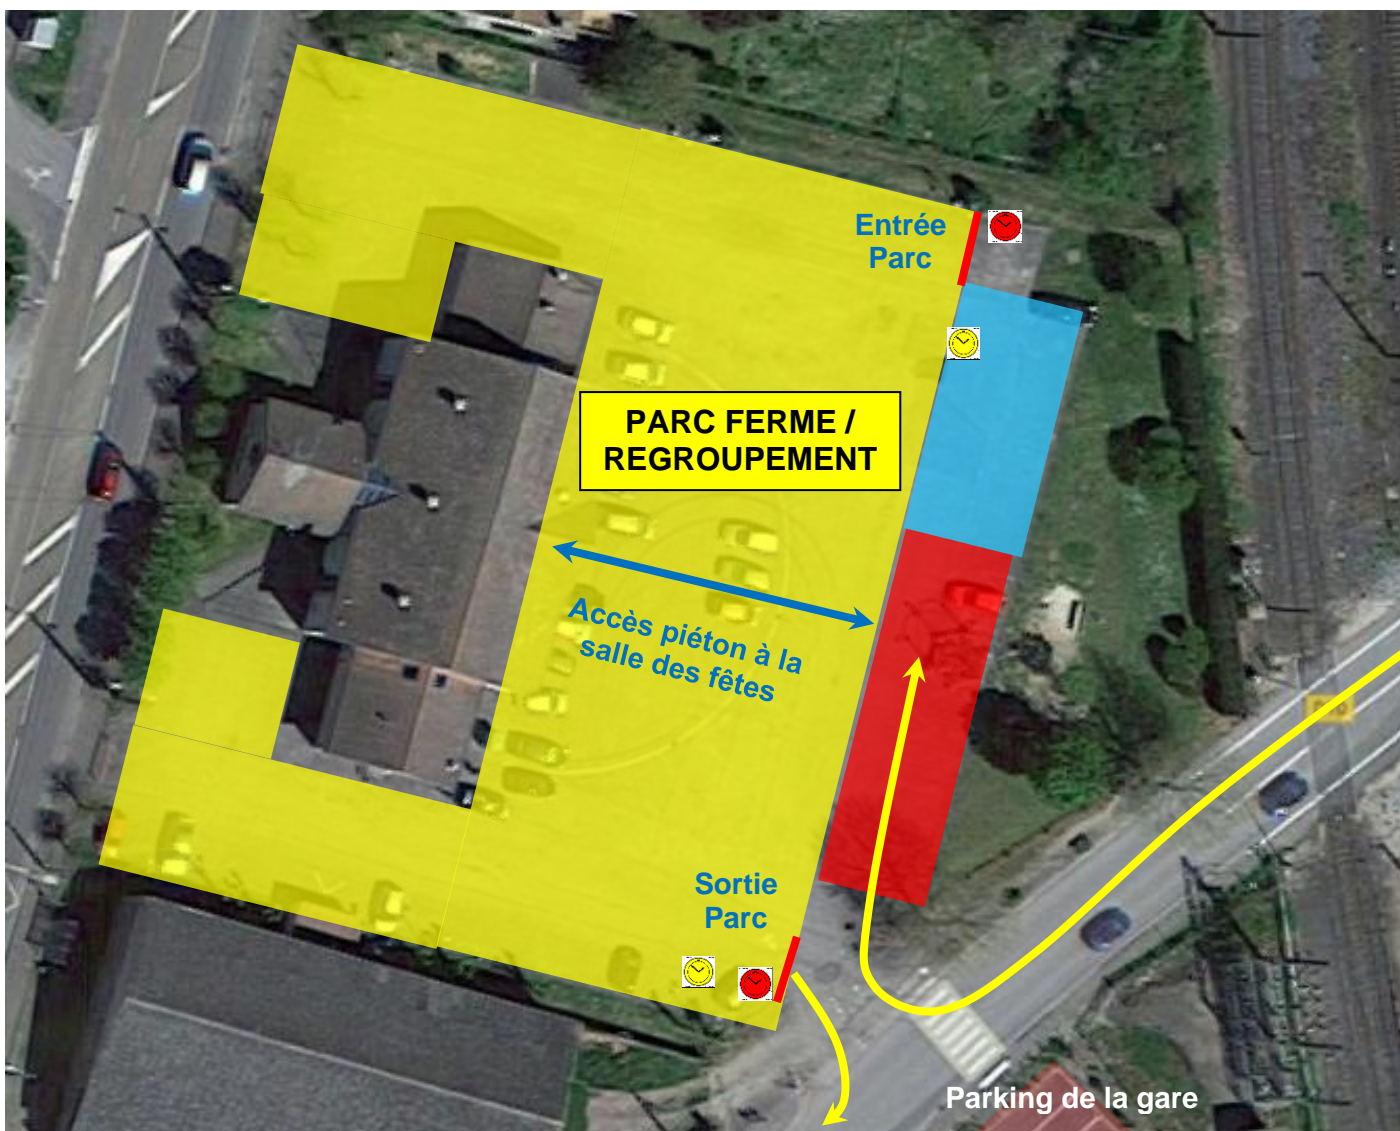 Entrée
Parc
PARC FERME /
REGROUPEMENT
Accès piéton à la
salle des fêtes
Sortie
Parc
Parking de la gare